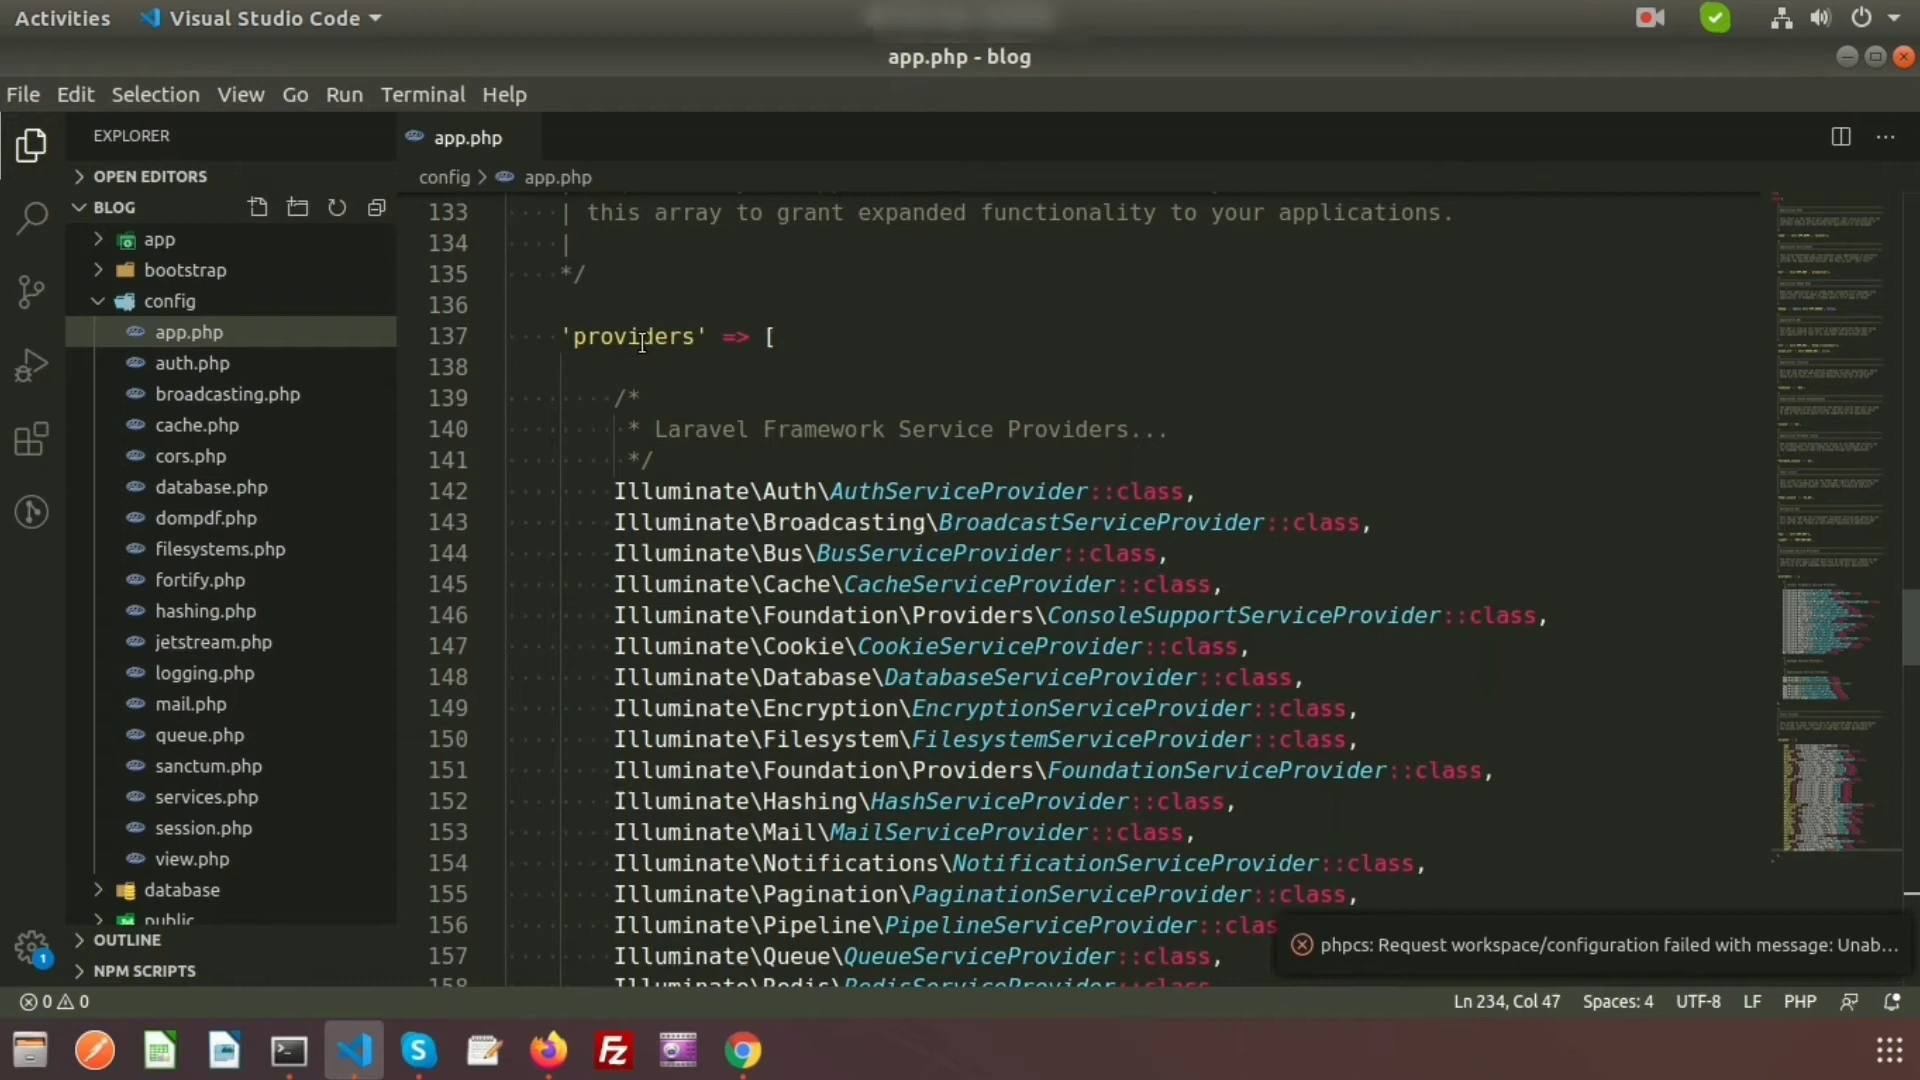 Activities
Visual Studio Code
app.php - blog
File Edit Selection View Go Run Terminal Help
EXPLORER
OPEN EDITORS
BLOG
app
bootstrap
config
app.php
auth.php
broadcasting.php
cache.php
cors.php
database.php
dompdf.php
filesystems.php
fortify.php
hashing.php
jetstream.php
logging.php
mail.php
queue.php
sanctum.php
services.php
session.php
view.php
database
public
OUTLINE
NPM SCRIPTS
app.php
config > app.php
133 | this array to grant expanded functionality to your applications.
134 |
135 */
136
137 'providers' => [
138
139 /*
140 * Laravel Framework Service Providers...
141 */
142 Illuminate\Auth\AuthServiceProvider::class,
143 Illuminate\Broadcasting\BroadcastServiceProvider::class,
144 Illuminate\Bus\BusServiceProvider::class,
145 Illuminate\Cache\CacheServiceProvider::class,
146 Illuminate\Foundation\Providers\ConsoleSupportServiceProvider::class,
147 Illuminate\Cookie\CookieServiceProvider::class,
148 Illuminate\Database\DatabaseServiceProvider::class,
149 Illuminate\Encryption\EncryptionServiceProvider::class,
150 Illuminate\Filesystem\FilesystemServiceProvider::class,
151 Illuminate\Foundation\Providers\FoundationServiceProvider::class,
152 Illuminate\Hashing\HashServiceProvider::class,
153 Illuminate\Mail\MailServiceProvider::class,
154 Illuminate\Notifications\NotificationServiceProvider::class,
155 Illuminate\Pagination\PaginationServiceProvider::class,
156 Illuminate\Pipeline\PipelineServiceProvider::clas
157 Illuminate\Queue\QueueServiceProvider::class,
158 Illuminate\Redis\RedisServiceProvider::class
phpcs: Request workspace/configuration failed with message: Unab...
1
0 0
Ln 234, Col 47 Spaces: 4 UTF-8 LF PHP